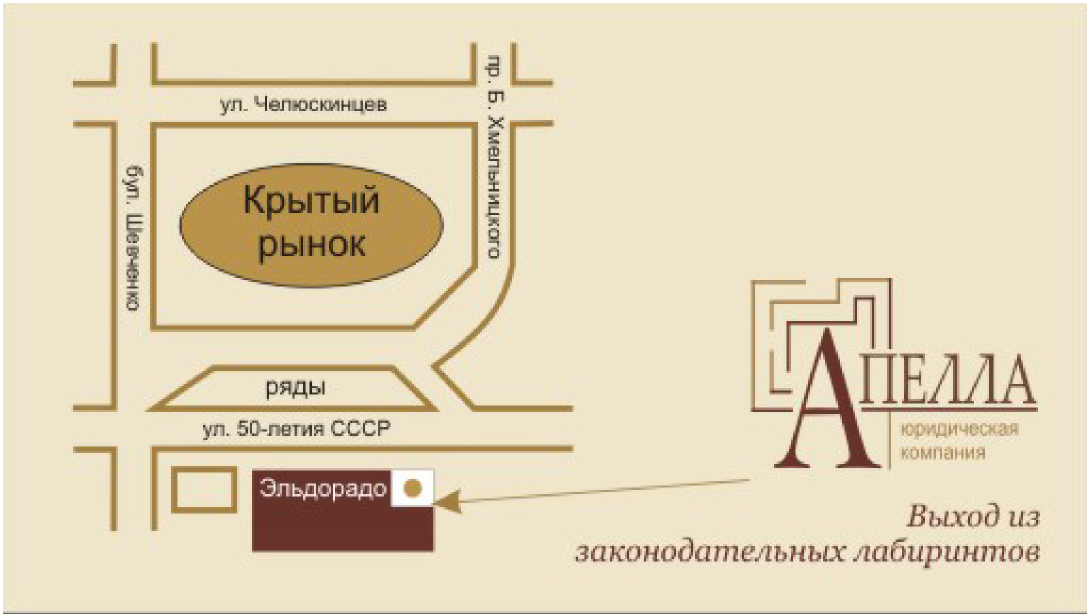 ул. Челюскинцев
пр. Б. Хмельницкого
бул. Шевченко
Крытый
рынок
ряды
ул. 50-летия СССР
Эльдорадо
АПЕЛЛА
юридическая
компания
Выход из
законодательных лабиринтов